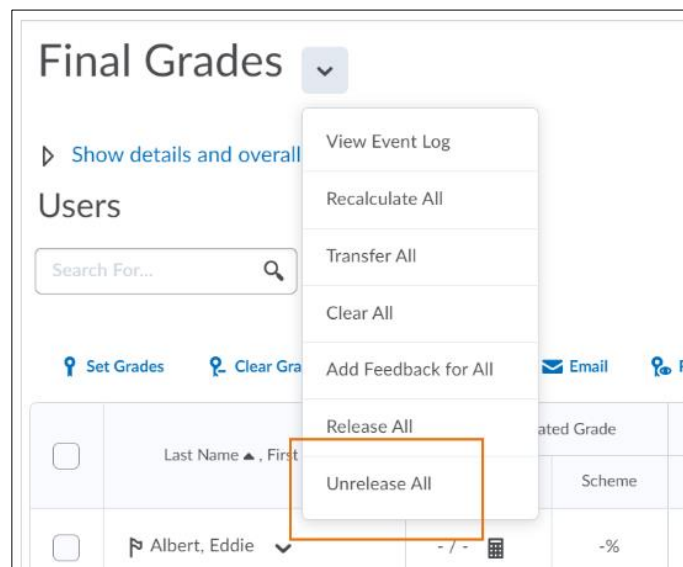 Final Grades
View Event Log
Show details and overall
Recalculate All
Users
Transfer All
Search For...
Clear All
Set Grades Clear Gra Add Feedback for All Email
Release All
ated Grade
Last Name , First
Unrelease All
Scheme
Albert, Eddie - / - -%